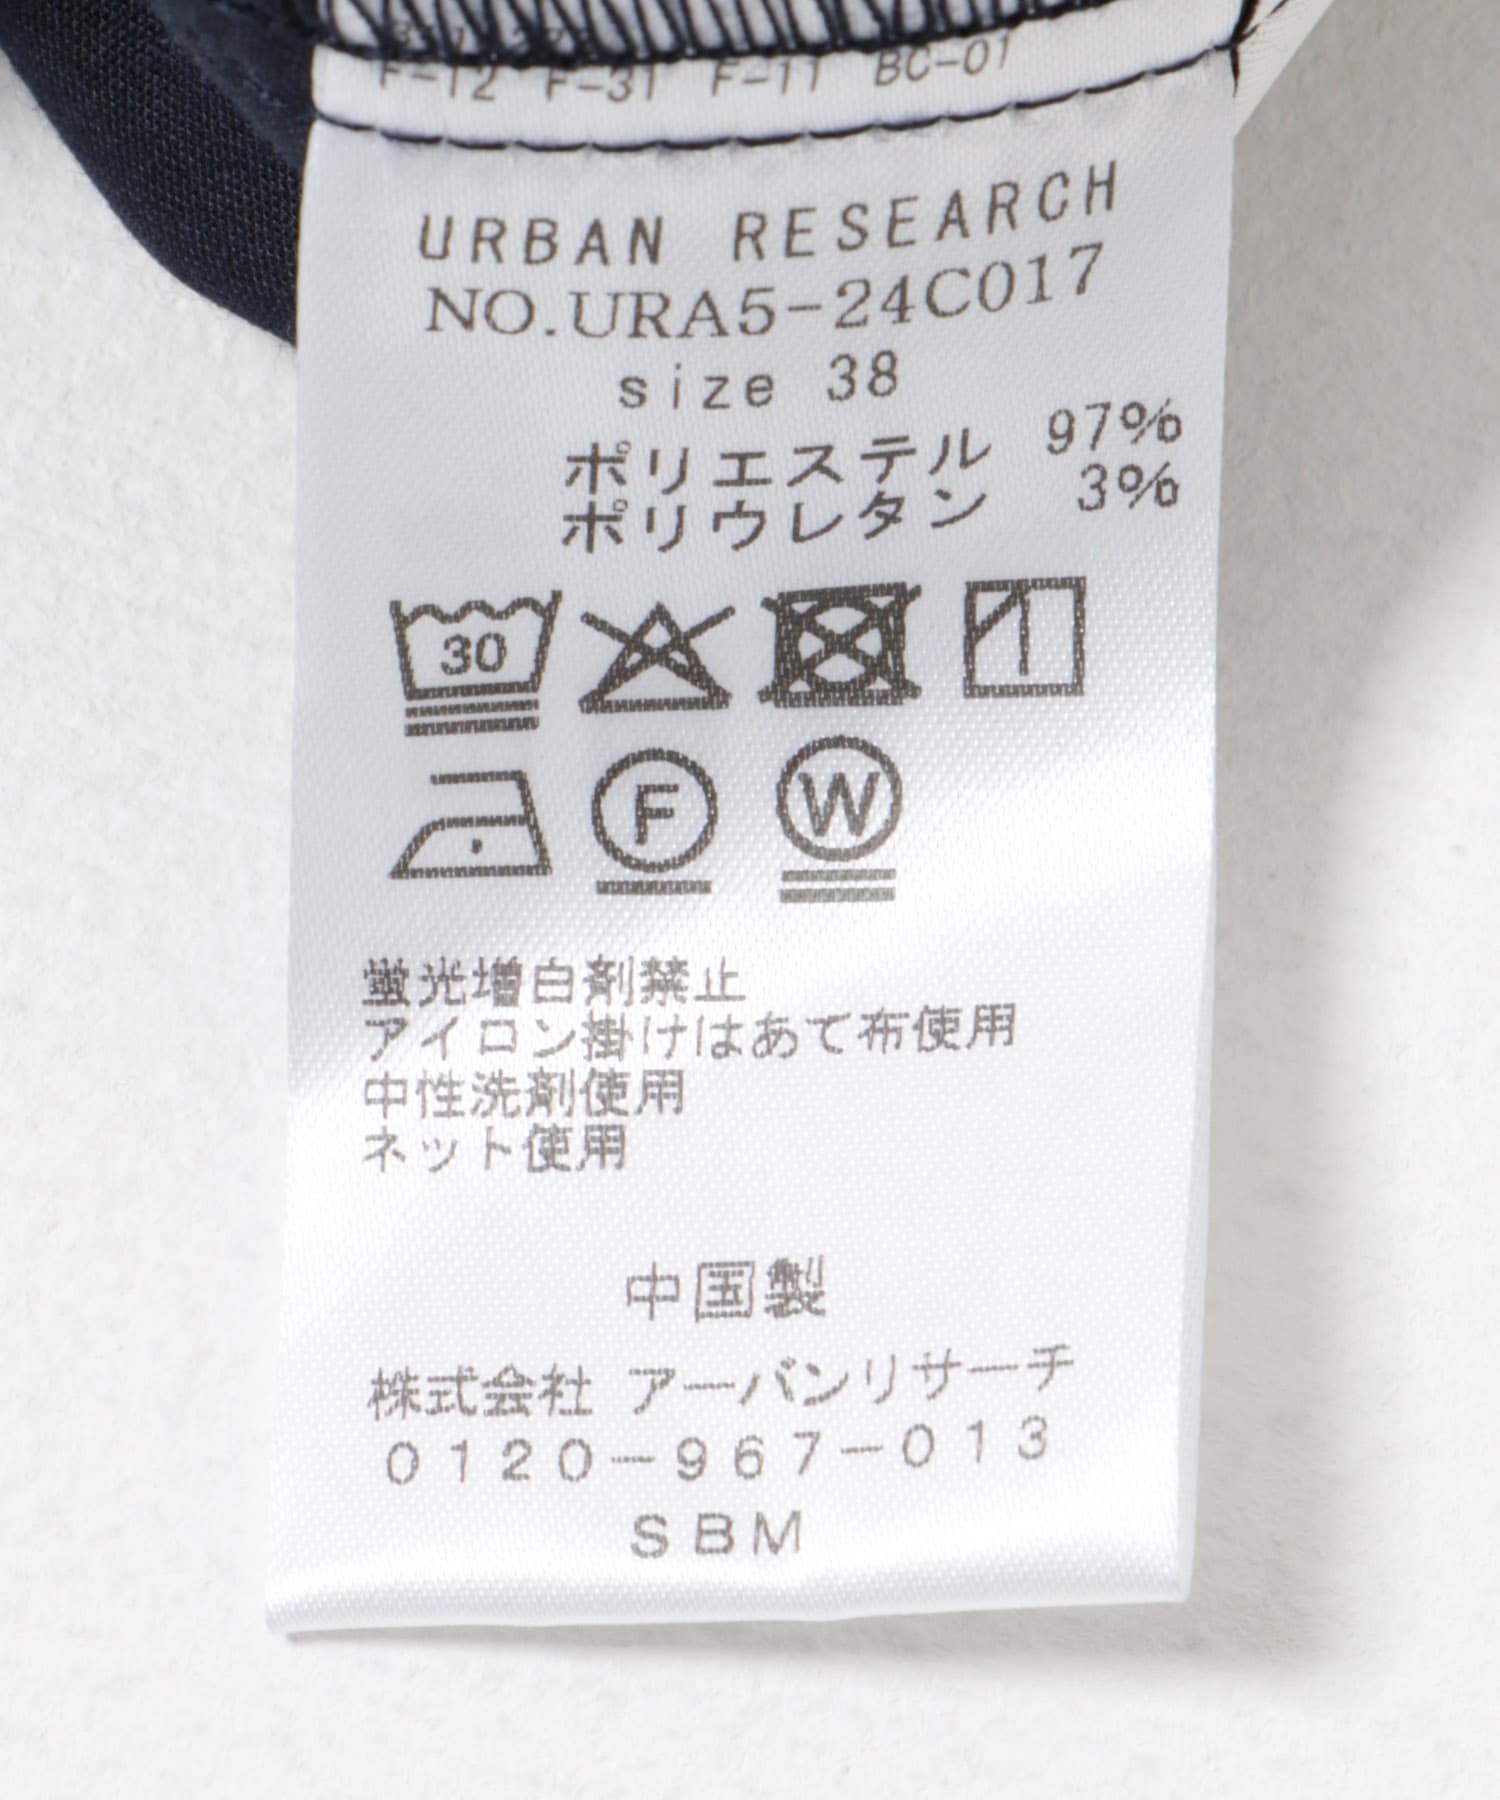 F-12 F-31 F-11 BC-01
URBAN RESEARCH
NO.URA5-24C017
size 38
ポリエステル 97%
ポリウレタン 3%
30
F W
蛍光増白剤禁止
アイロン掛けはあて布使用
中性洗剤使用
ネット使用
中国製
株式会社 アーバンリサーチ
0120-967-013
SBM